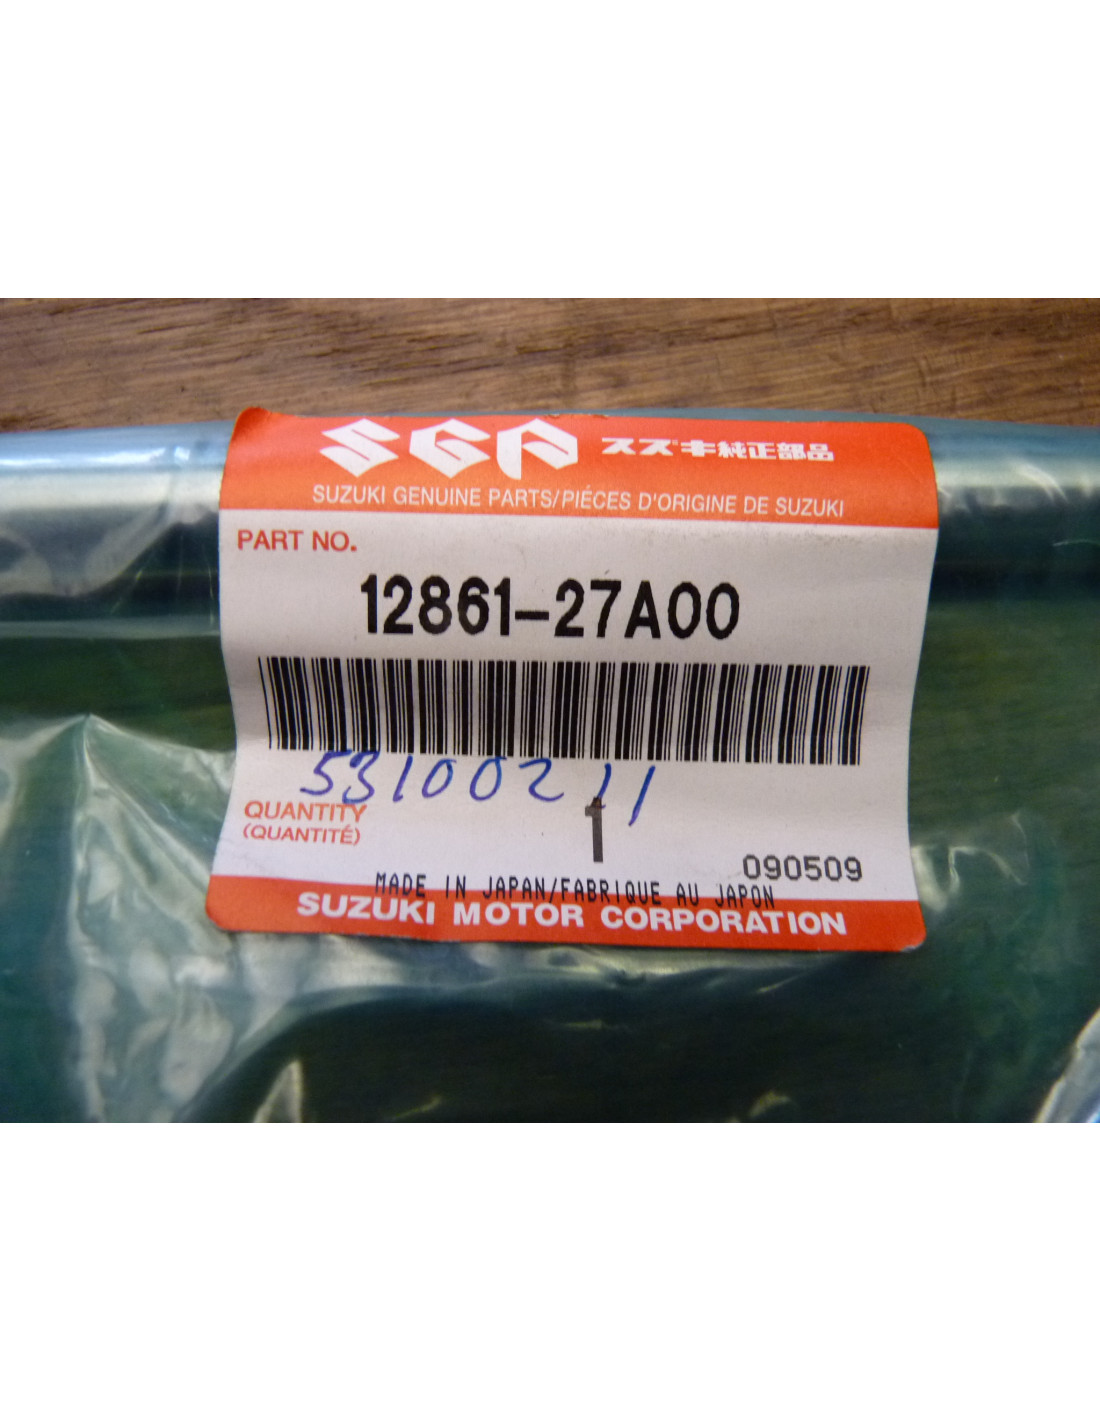 SGP スズキ純正部品
SUZUKI GENUINE PARTS/PIÉCES D'ORIGINE DE SUZUKI
PART NO.
12861-27A00
53100211
QUANTITY
(QUANTITÉ)
1
090509
MADE IN JAPAN/FABRIQUE AU JAPON
SUZUKI MOTOR CORPORATION